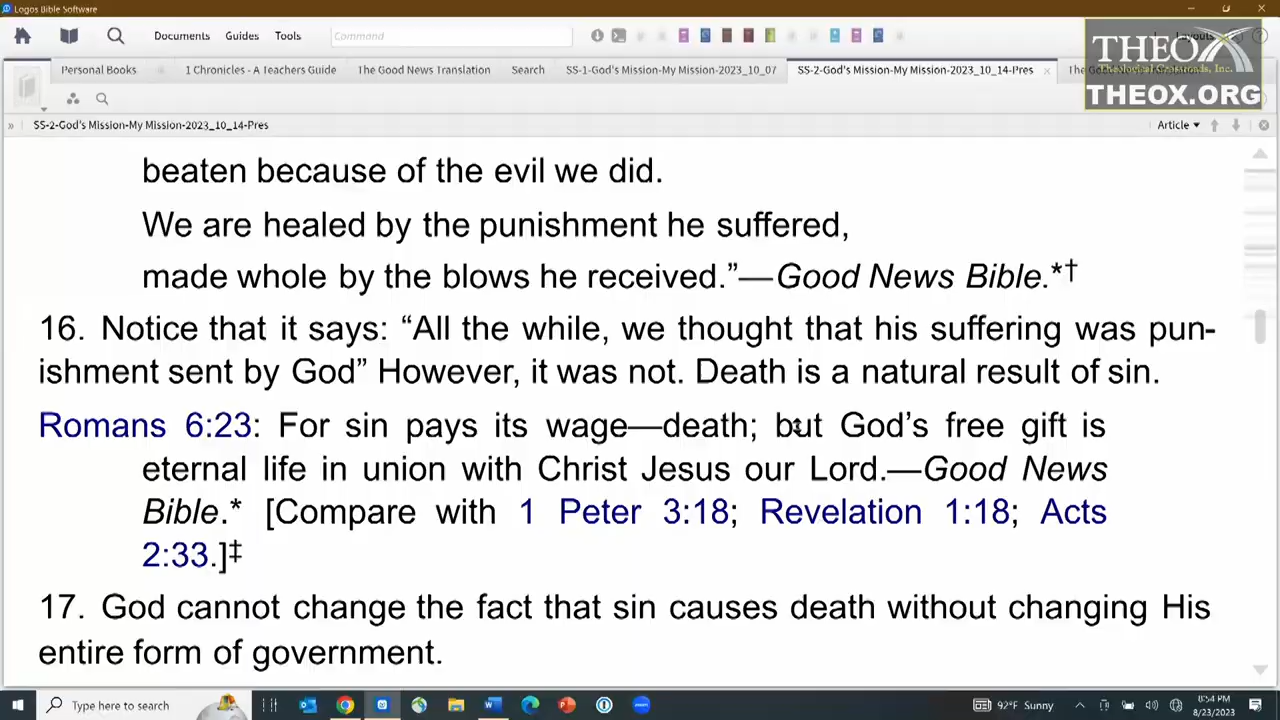 Logos Bible Software
Documents Guides Tools Command Layouts
THEOX
Theological Crossroads, Inc.
THEOX.ORG
Personal Books 1 Chronicles - A Teachers Guide The Good News Bible Search SS-1-God's Mission-My Mission-2023_10_07 SS-2-God's Mission-My Mission-2023_10_14-Pres
SS-2-God's Mission-My Mission-2023_10_14-Pres Article
beaten because of the evil we did.
We are healed by the punishment he suffered,
made whole by the blows he received.”—Good News Bible.*†
16. Notice that it says: “All the while, we thought that his suffering was pun-
ishment sent by God” However, it was not. Death is a natural result of sin.
Romans 6:23: For sin pays its wage—death; but God’s free gift is
eternal life in union with Christ Jesus our Lord.—Good News
Bible.* [Compare with 1 Peter 3:18; Revelation 1:18; Acts
2:33.]‡
17. God cannot change the fact that sin causes death without changing His
entire form of government.
Type here to search 92°F Sunny 8:54 PM
8/23/2023